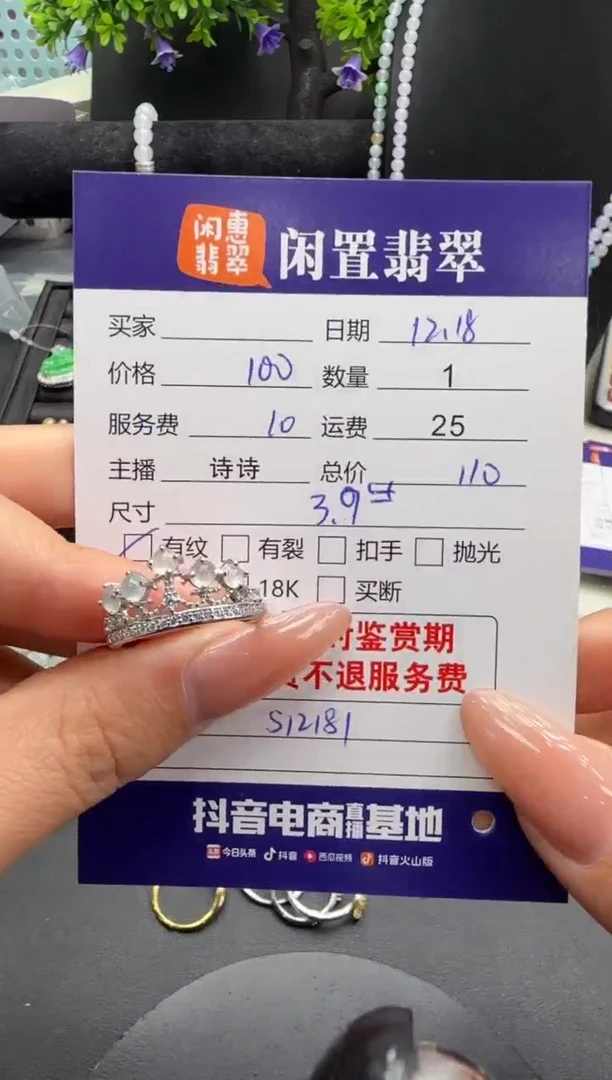 闲惠翡翠 闲置翡翠
买家 日期 12.18
价格 100 数量 1
服务费 10 运费 25
主播 诗诗 总价 110
尺寸 3.9
有纹 有裂 扣手 抛光
18K 买断
鉴赏期
不退服务费
S12181
抖音电商直播基地
头条 今日头条 抖音 西瓜视频 抖音火山版